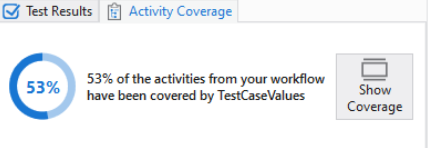 Test Results
Activity Coverage
53%
53% of the activities from your workflow
have been covered by TestCaseValues
Show
Coverage